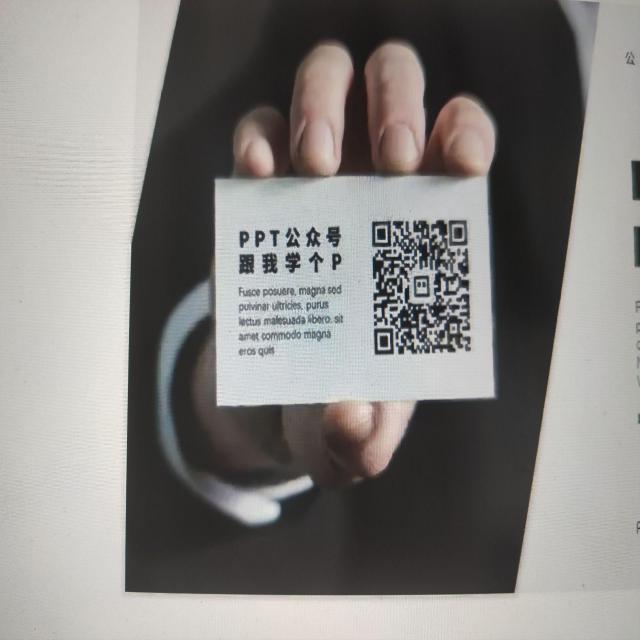 PPT公众号
跟我学个P
Fusce posuere, magna sed
pulvinar ultricies, purus
lectus malesuada libero, sit
amet commodo magna
eros quis
公